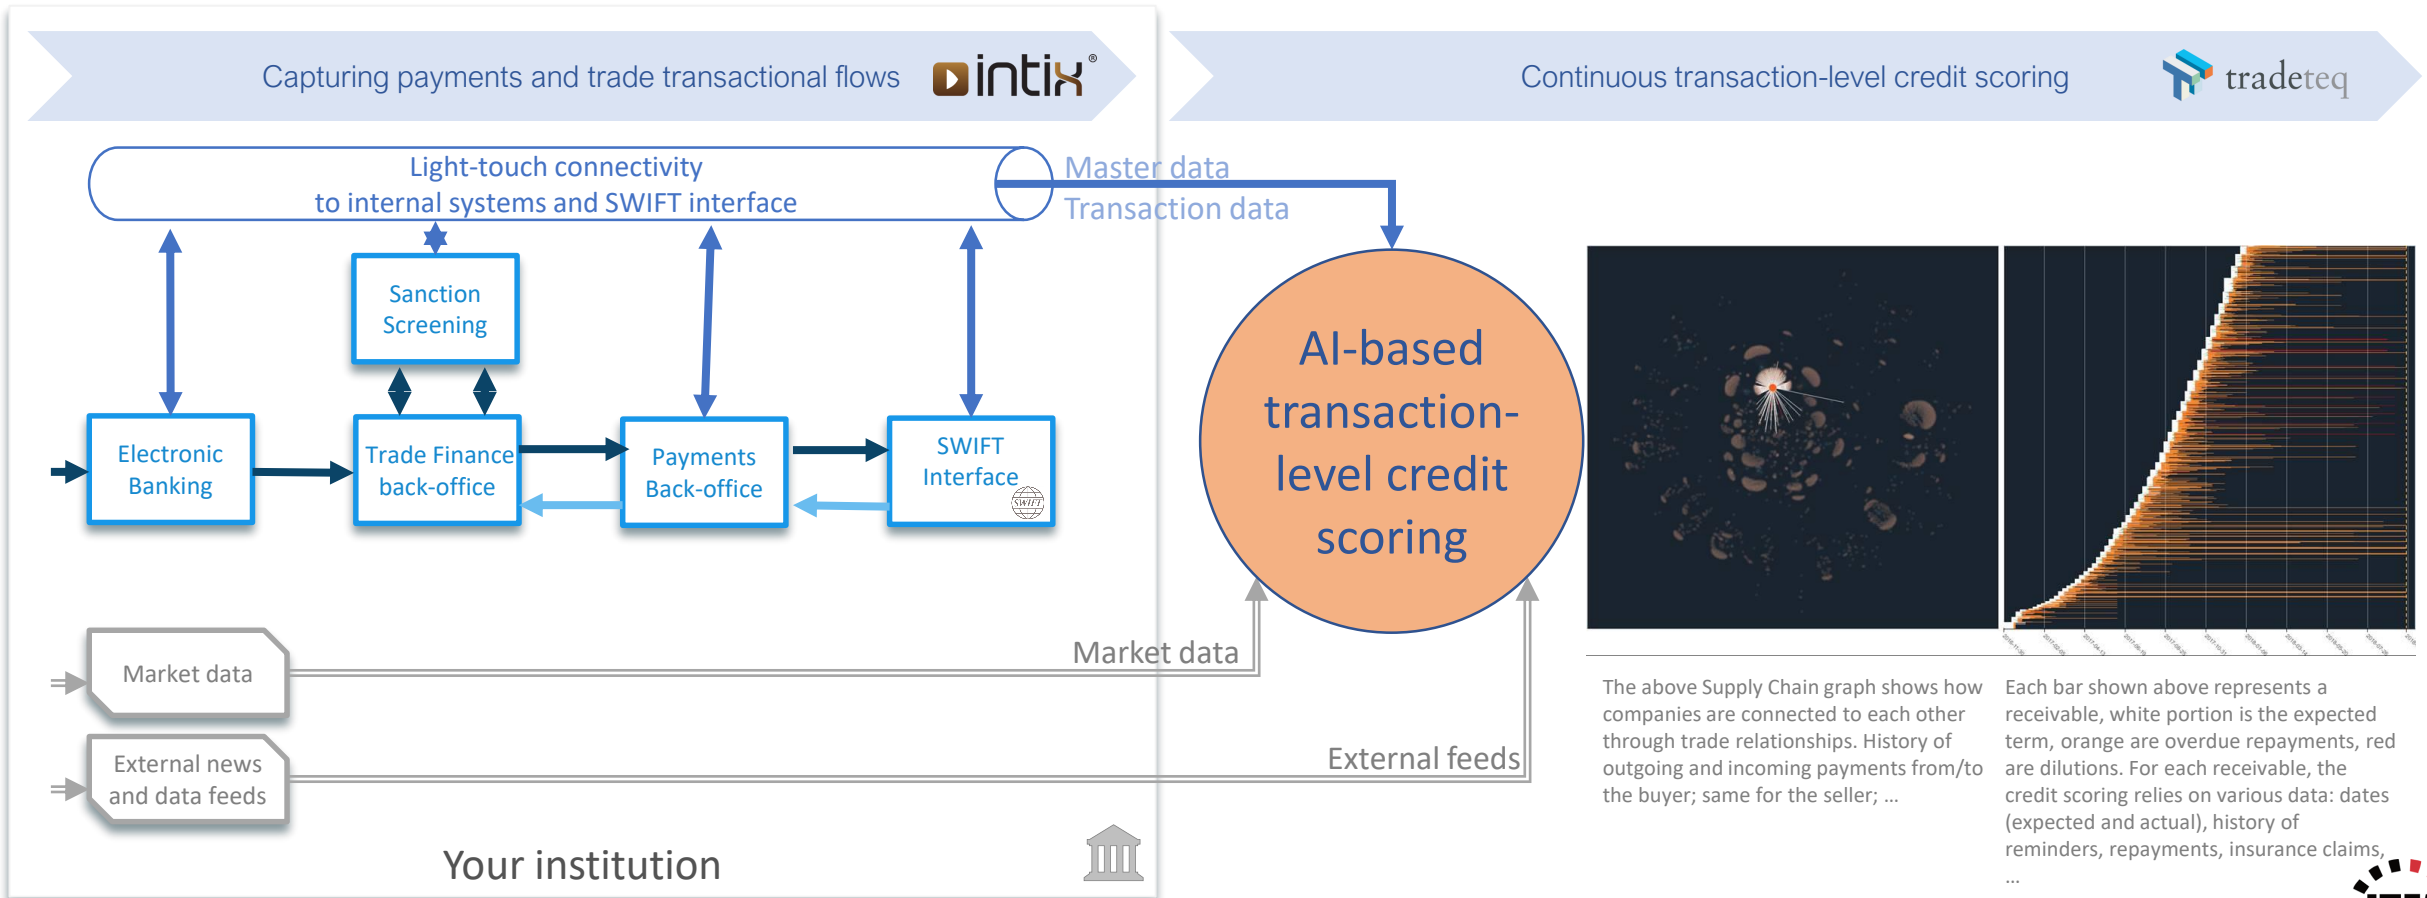 Capturing payments and trade transactional flows
intix®
Continuous transaction-level credit scoring
tradeteq
Light-touch connectivity
to internal systems and SWIFT interface
Master data
Transaction data
Sanction
Screening
Electronic
Banking
Trade Finance
back-office
Payments
Back-office
SWIFT
Interface
SWIFT
AI-based
transaction-
level credit
scoring
Market data
Market data
External news
and data feeds
External feeds
Your institution
The above Supply Chain graph shows how
companies are connected to each other
through trade relationships. History of
outgoing and incoming payments from/to
the buyer; same for the seller; ...
Each bar shown above represents a
receivable, white portion is the expected
term, orange are overdue repayments, red
are dilutions. For each receivable, the
credit scoring relies on various data: dates
(expected and actual), history of
reminders, repayments, insurance claims,
...